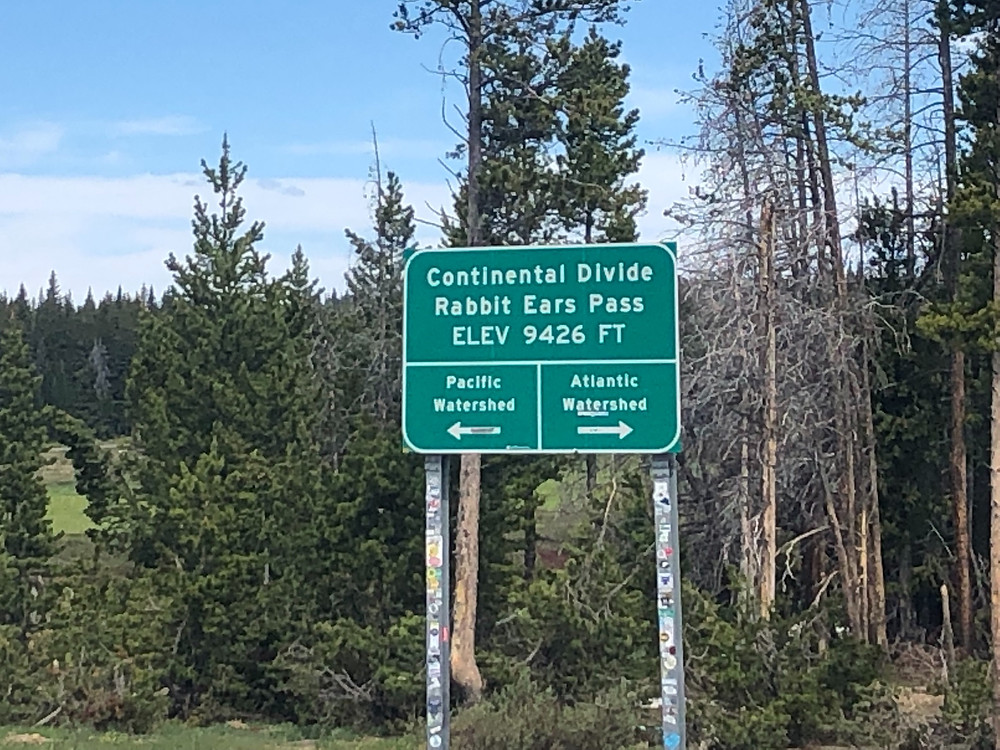 Continental Divide
Rabbit Ears Pass
ELEV 9426 FT
Pacific
Watershed
Atlantic
Watershed